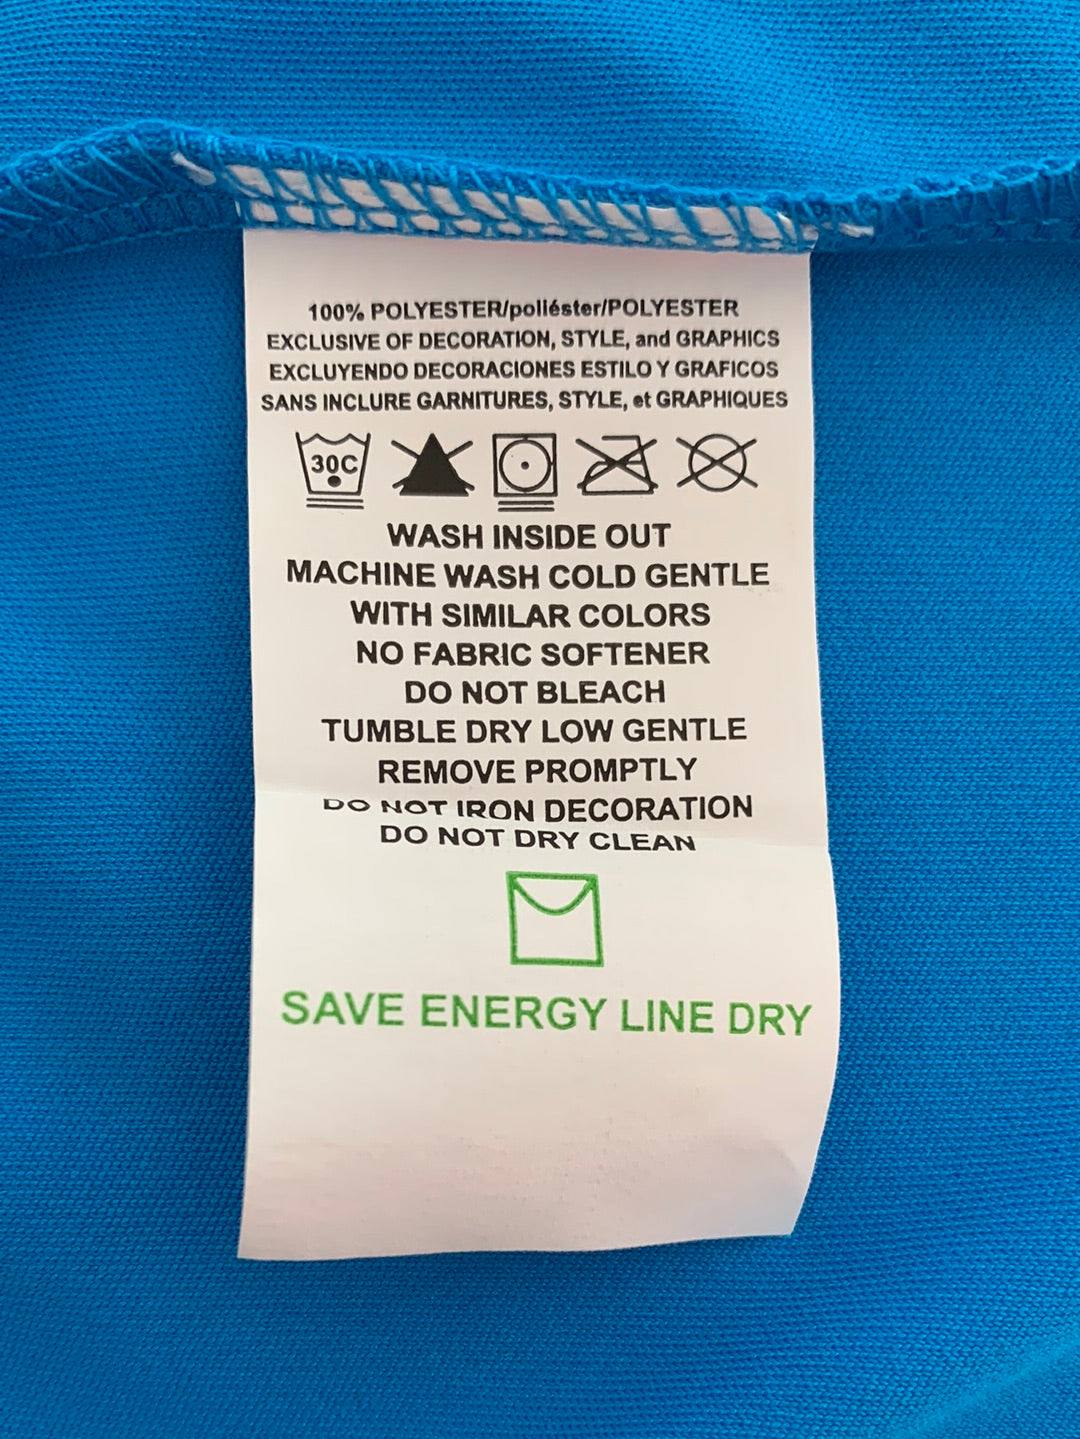 100% POLYESTER/poliéster/POLYESTER
EXCLUSIVE OF DECORATION, STYLE, and GRAPHICS
EXCLUYENDO DECORACIONES ESTILO Y GRAFICOS
SANS INCLURE GARNITURES, STYLE, et GRAPHIQUES
30C
WASH INSIDE OUT
MACHINE WASH COLD GENTLE
WITH SIMILAR COLORS
NO FABRIC SOFTENER
DO NOT BLEACH
TUMBLE DRY LOW GENTLE
REMOVE PROMPTLY
DO NOT IRON DECORATION
DO NOT DRY CLEAN
SAVE ENERGY LINE DRY